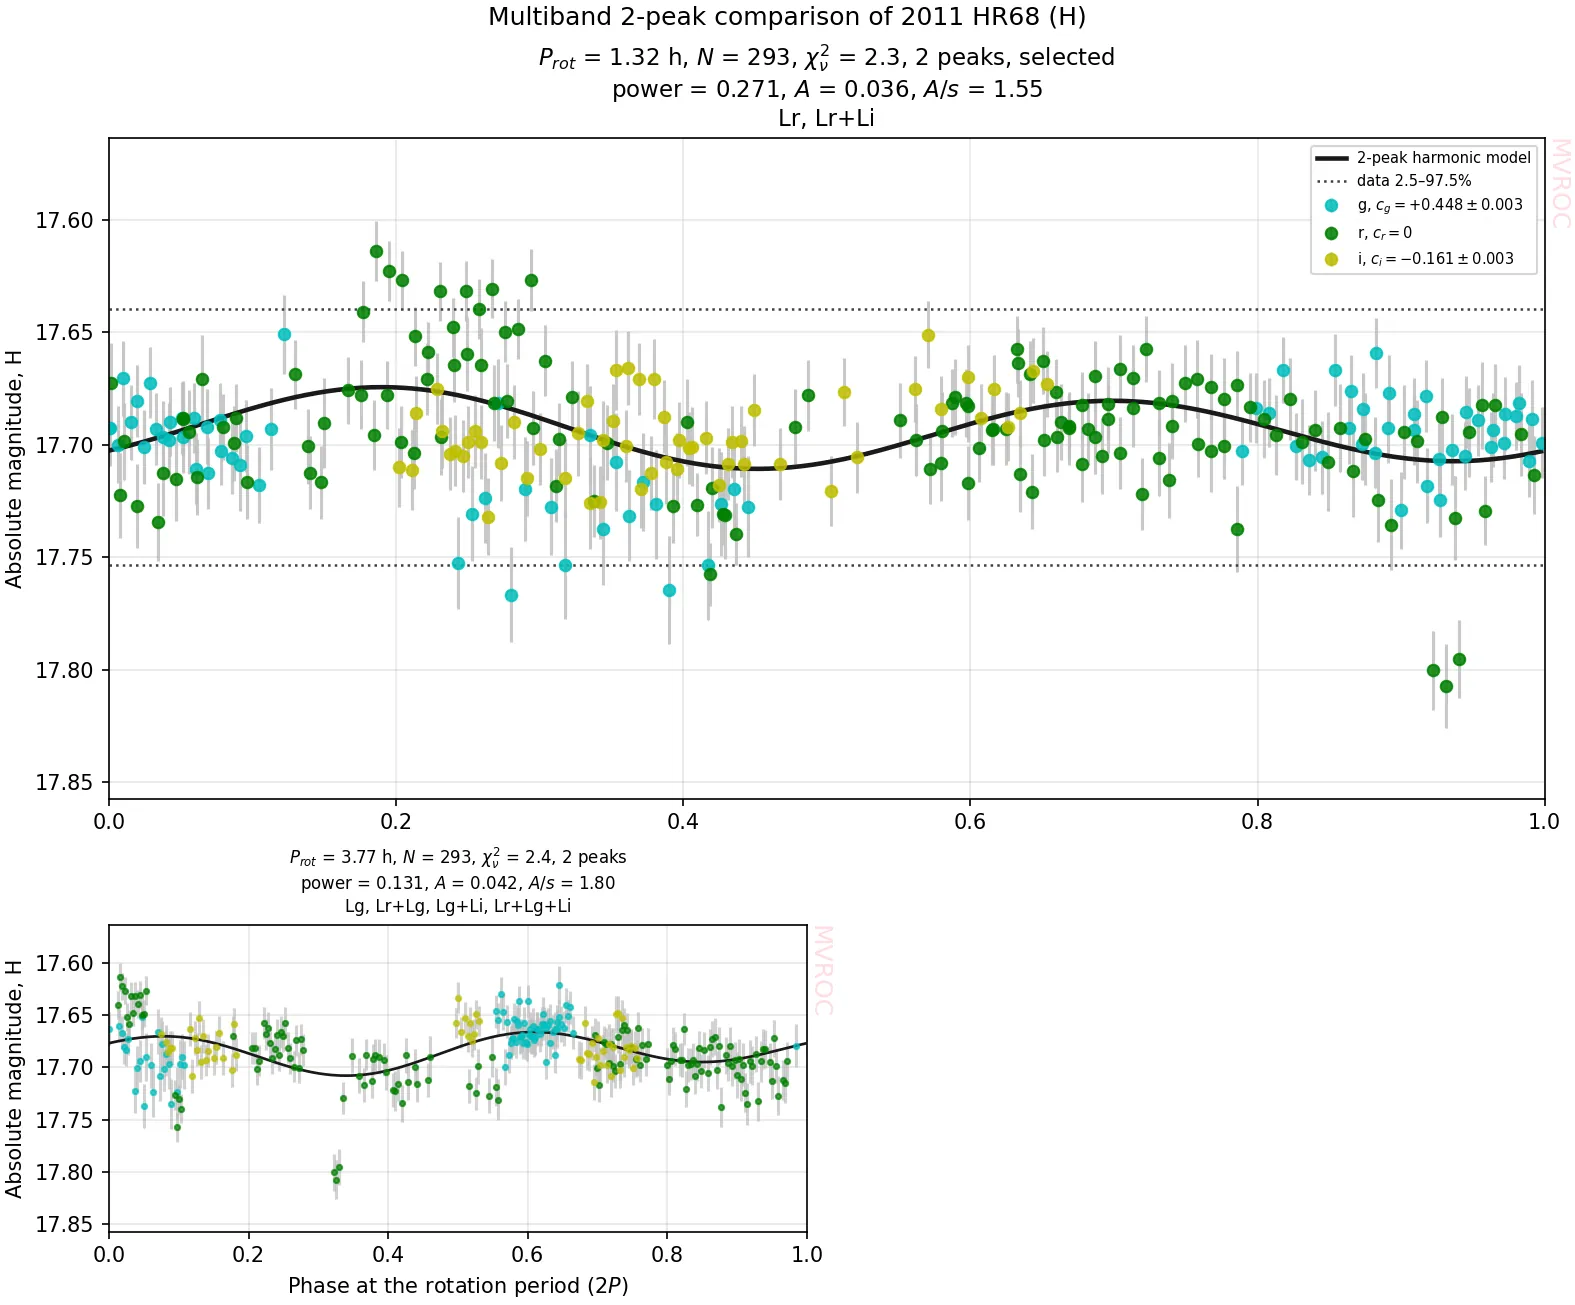 Multiband 2-peak comparison of 2011 HR68 (H)
P_rot = 1.32 h, N = 293, χ²_ν = 2.3, 2 peaks, selected
power = 0.271, A = 0.036, A/s = 1.55
Lr, Lr+Li
2-peak harmonic model
data 2.5–97.5%
g, c_g = +0.448 ± 0.003
r, c_r = 0
i, c_i = −0.161 ± 0.003
MVROC
Absolute magnitude, H
17.60
17.65
17.70
17.75
17.80
17.85
0.0 0.2 0.4 0.6 0.8 1.0
P_rot = 3.77 h, N = 293, χ²_ν = 2.4, 2 peaks
power = 0.131, A = 0.042, A/s = 1.80
Lg, Lr+Lg, Lg+Li, Lr+Lg+Li
MVROC
Absolute magnitude, H
17.60
17.65
17.70
17.75
17.80
17.85
0.0 0.2 0.4 0.6 0.8 1.0
Phase at the rotation period (2P)